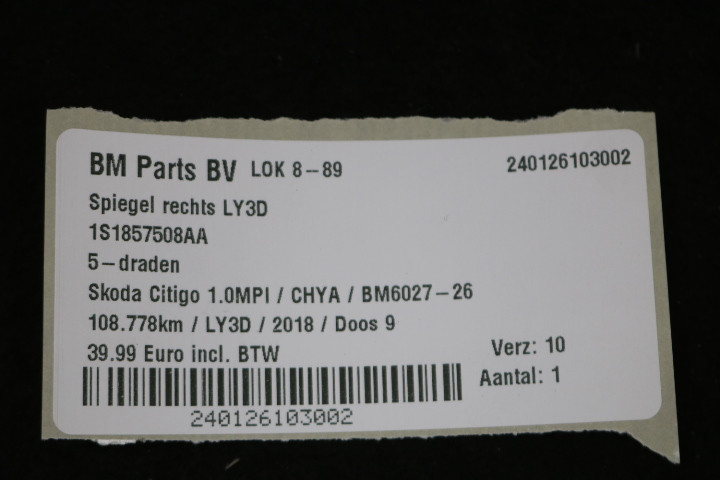 BM Parts BV LOK 8-89 240126103002
Spiegel rechts LY3D
1S1857508AA
5-draden
Skoda Citigo 1.0MPI / CHYA / BM6027-26
108.778km / LY3D / 2018 / Doos 9
39.99 Euro incl. BTW Verz: 10
Aantal: 1
240126103002